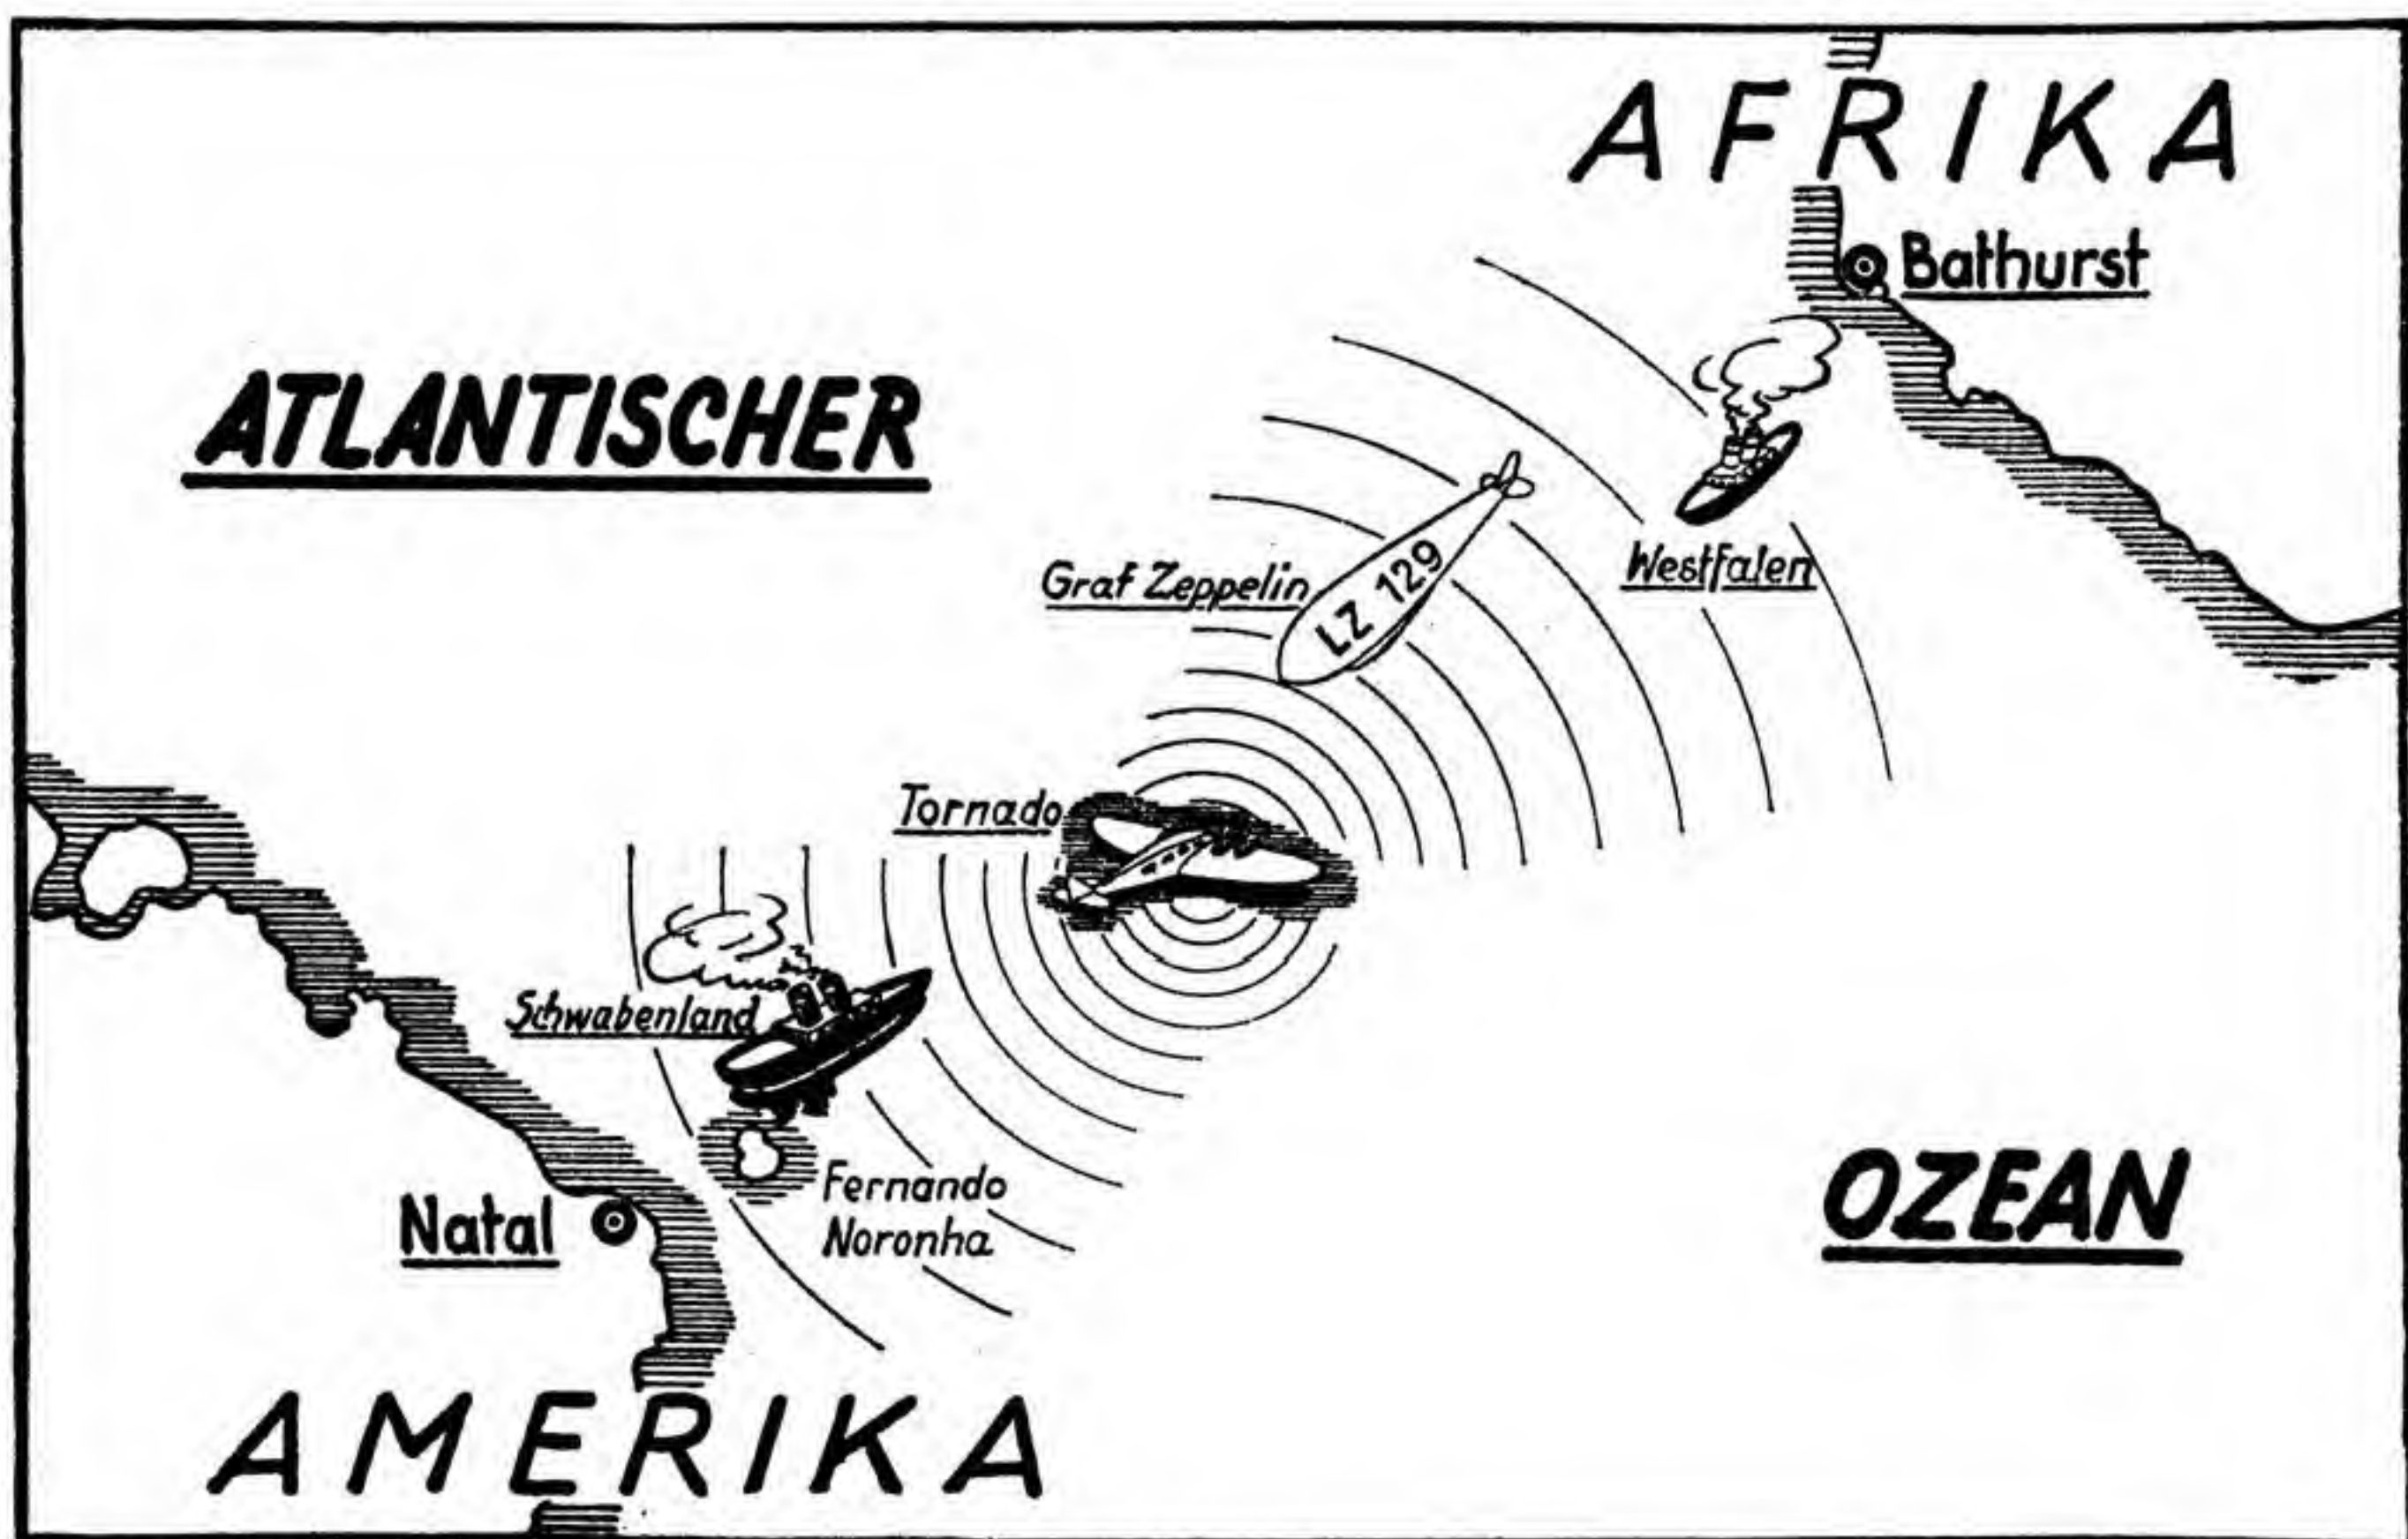 AFRIKA
Bathurst
ATLANTISCHER
Graf Zeppelin
LZ 129
Westfalen
Tornado
Schwabenland
Fernando
Noronha
Natal
OZEAN
AMERIKA